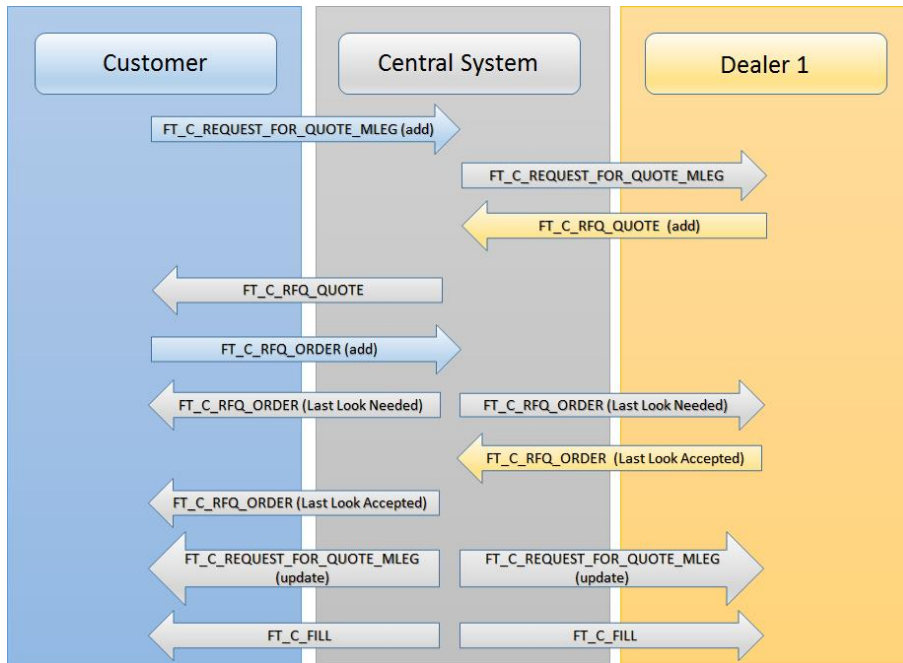 Customer
Central System
Dealer 1
FT_C_REQUEST_FOR_QUOTE_MLEG (add)
FT_C_REQUEST_FOR_QUOTE_MLEG
FT_C_RFQ_QUOTE (add)
FT_C_RFQ_QUOTE
FT_C_RFQ_ORDER (add)
FT_C_RFQ_ORDER (Last Look Needed)
FT_C_RFQ_ORDER (Last Look Needed)
FT_C_RFQ_ORDER (Last Look Accepted)
FT_C_RFQ_ORDER (Last Look Accepted)
FT_C_REQUEST_FOR_QUOTE_MLEG
(update)
FT_C_REQUEST_FOR_QUOTE_MLEG
(update)
FT_C_FILL
FT_C_FILL